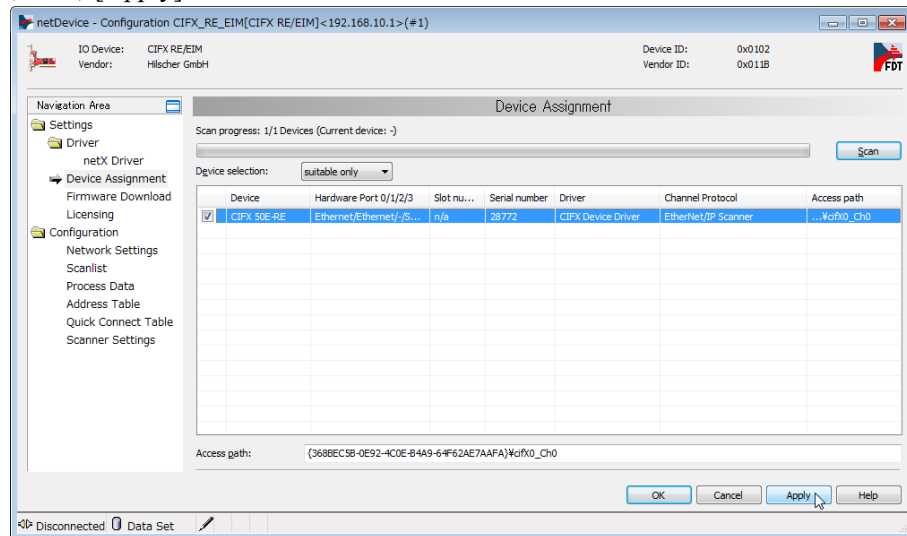 netDevice - Configuration CIFX_RE_EIM[CIFX RE/EIM]<192.168.10.1>(#1)
IO Device: CIFX RE/EIM Device ID: 0x0102
Vendor: Hilscher GmbH Vendor ID: 0x011B
FDT
Navigation Area
Device Assignment
Settings
Driver
netX Driver
Device Assignment
Firmware Download
Licensing
Configuration
Network Settings
Scanlist
Process Data
Address Table
Quick Connect Table
Scanner Settings
Scan progress: 1/1 Devices (Current device: -)
Scan
Device selection: suitable only
Device Hardware Port 0/1/2/3 Slot nu... Serial number Driver Channel Protocol Access path
CIFX 50E-RE Ethernet/Ethernet/-/S... n/a 28772 CIFX Device Driver EtherNet/IP Scanner ...¥cifX0_Ch0
Access path: {368BEC5B-0E92-4C0E-B4A9-64F62AE7AAFA}¥cifX0_Ch0
OK Cancel Apply Help
Disconnected Data Set